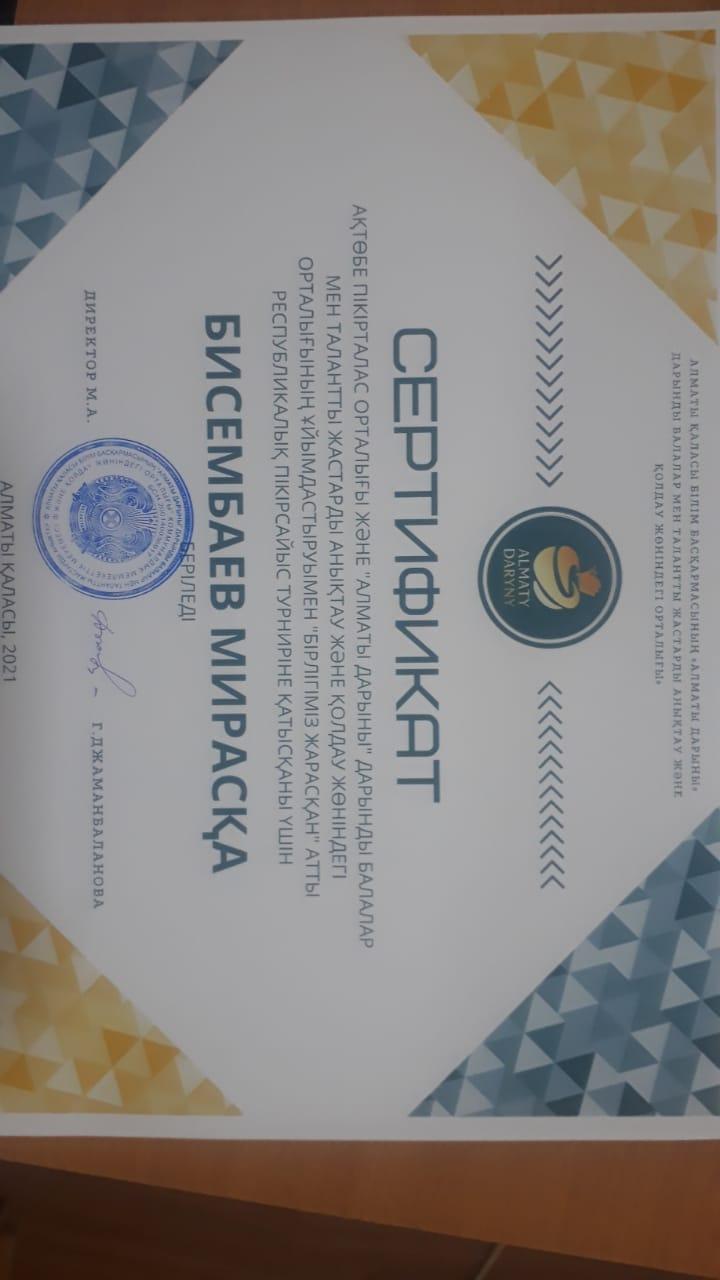 АЛМАТЫ ҚАЛАСЫ БІЛІМ БАСҚАРМАСЫНЫҢ «АЛМАТЫ ДАРЫНЫ»
ДАРЫНДЫ БАЛАЛАР МЕН ТАЛАНТТЫ ЖАСТАРДЫ АНЫҚТАУ ЖӘНЕ
ҚОЛДАУ ЖӨНІНДЕГІ ОРТАЛЫҒЫ»
ALMATY
DARYNY
СЕРТИФИКАТ
АҚТӨБЕ ПІКІРТАЛАС ОРТАЛЫҒЫ ЖӘНЕ "АЛМАТЫ ДАРЫНЫ" ДАРЫНДЫ БАЛАЛАР
МЕН ТАЛАНТТЫ ЖАСТАРДЫ АНЫҚТАУ ЖӘНЕ ҚОЛДАУ ЖӨНІНДЕГІ
ОРТАЛЫҒЫНЫҢ ҰЙЫМДАСТЫРУЫМЕН "БІРЛІГІМІЗ ЖАРАСҚАН" АТТЫ
РЕСПУБЛИКАЛЫҚ ПІКІРСАЙЫС ТУРНИРІНЕ ҚАТЫСҚАНЫ ҮШІН
БИСЕМБАЕВ МИРАСҚА
БЕРІЛЕДІ
ДИРЕКТОР М.А. Г.ДЖАМАНБАЛАНОВА
АЛМАТЫ ҚАЛАСЫ, 2021